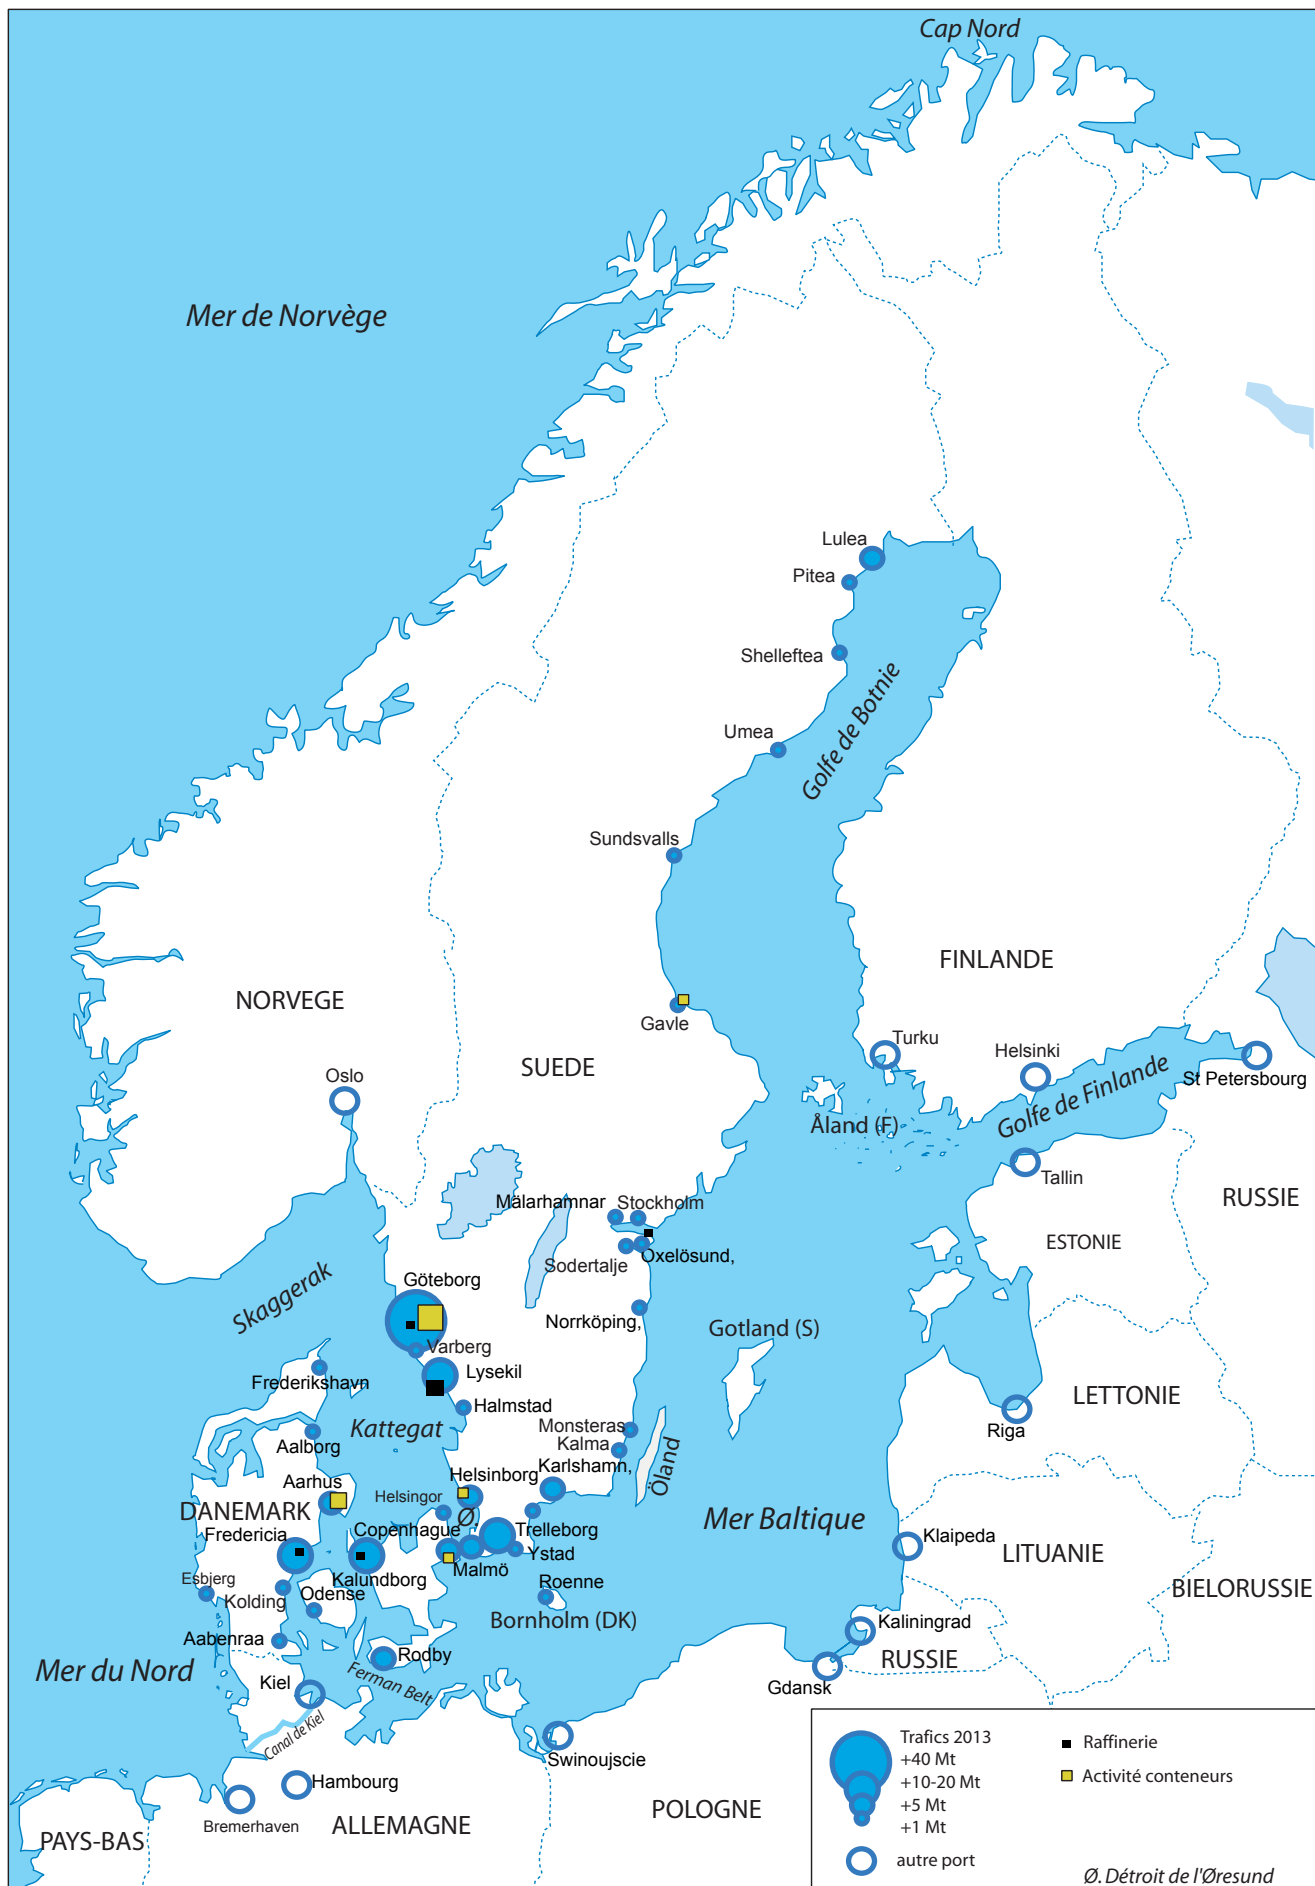 Cap Nord
Mer de Norvège
Lulea
Pitea
Shelleftea
Golfe de Botnie
Umea
Sundsvalls
FINLANDE
NORVEGE
Gavle
Turku
Helsinki
SUEDE
Oslo
St Petersbourg
Golfe de Finlande
Åland (F)
Tallin
Mälarhamnar
Stockholm
RUSSIE
Sodertalje
Oxelösund,
ESTONIE
Skaggerak
Göteborg
Norrköping,
Gotland (S)
Varberg
Lysekil
Frederikshavn
LETTONIE
Halmstad
Kattegat
Monsteras
Riga
Aalborg
Kalma
Öland
Karlshamn,
Helsinborg
Aarhus
Helsingor
DANEMARK
Ø.
Mer Baltique
Fredericia
Copenhague
Trelleborg
Klaipeda
Ystad
LITUANIE
Malmö
Esbjerg
Kalundborg
Roenne
BIELORUSSIE
Kolding
Odense
Bornholm (DK)
Kaliningrad
Aabenraa
Rodby
RUSSIE
Mer du Nord
Kiel
Ferman Belt
Gdansk
Canal de Kiel
Swinoujscie
Hambourg
Bremerhaven
ALLEMAGNE
POLOGNE
PAYS-BAS
Trafics 2013
+40 Mt
+10-20 Mt
+5 Mt
+1 Mt
autre port
Raffinerie
Activité conteneurs
Ø. Détroit de l'Øresund